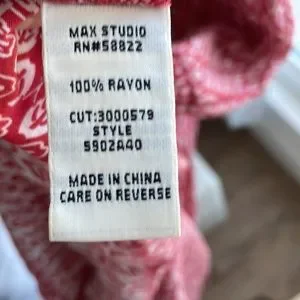 MAX STUDIO
RN#58822
100% RAYON
CUT:3000579
STYLE
5902A40
MADE IN CHINA
CARE ON REVERSE